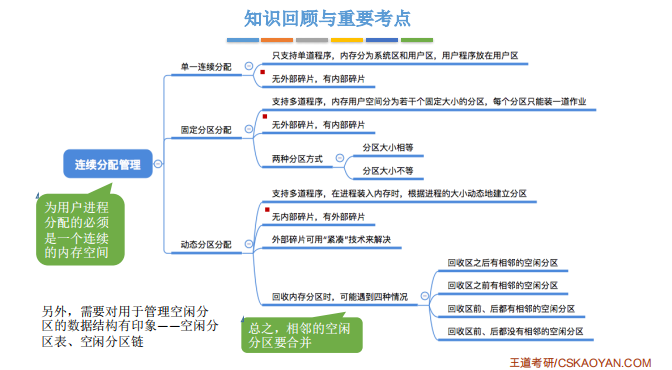 知识回顾与重要考点
只支持单道程序，内存分为系统区和用户区，用户程序放在用户区
单一连续分配
无外部碎片，有内部碎片
支持多道程序，内存用户空间分为若干个固定大小的分区，每个分区只能装一道作业
固定分区分配
无外部碎片，有内部碎片
两种分区方式
分区大小相等
分区大小不等
连续分配管理
为用户进程
分配的必须
是一个连续
的内存空间
支持多道程序，在进程装入内存时，根据进程的大小动态地建立分区
无内部碎片，有外部碎片
动态分区分配
外部碎片可用“紧凑”技术来解决
回收内存分区时，可能遇到四种情况
回收区之后有相邻的空闲分区
回收区之前有相邻的空闲分区
回收区前、后都有相邻的空闲分区
回收区前、后都没有相邻的空闲分区
另外，需要对用于管理空闲分
区的数据结构有印象——空闲分
区表、空闲分区链
总之，相邻的空闲
分区要合并
王道考研/CSKAOYAN.COM